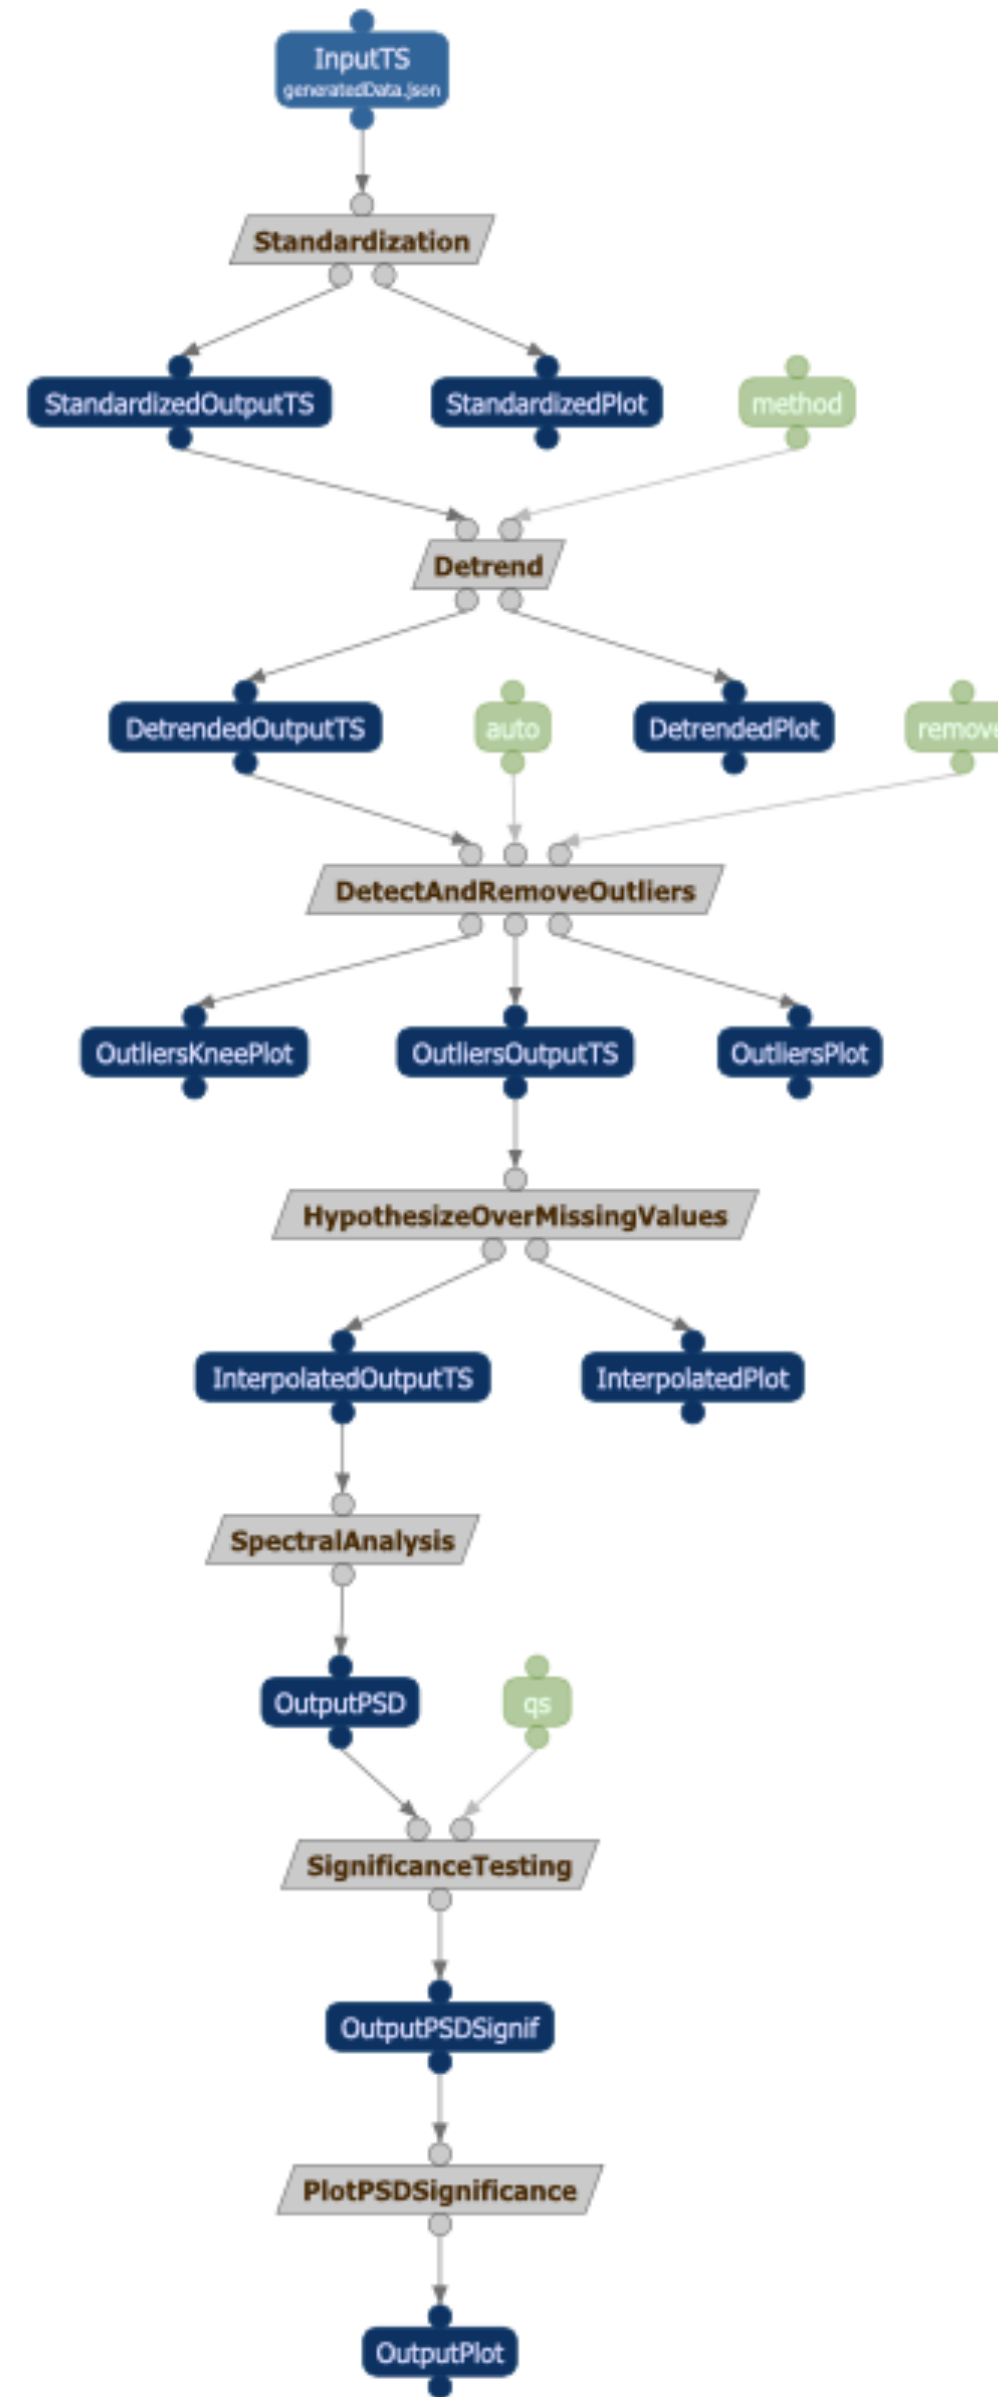 InputTS
generatedData.json
Standardization
StandardizedOutputTS
StandardizedPlot
method
Detrend
DetrendedOutputTS
auto
DetrendedPlot
remove
DetectAndRemoveOutliers
OutliersKneePlot
OutliersOutputTS
OutliersPlot
HypothesizeOverMissingValues
InterpolatedOutputTS
InterpolatedPlot
SpectralAnalysis
OutputPSD
qs
SignificanceTesting
OutputPSDSignif
PlotPSDSignificance
OutputPlot